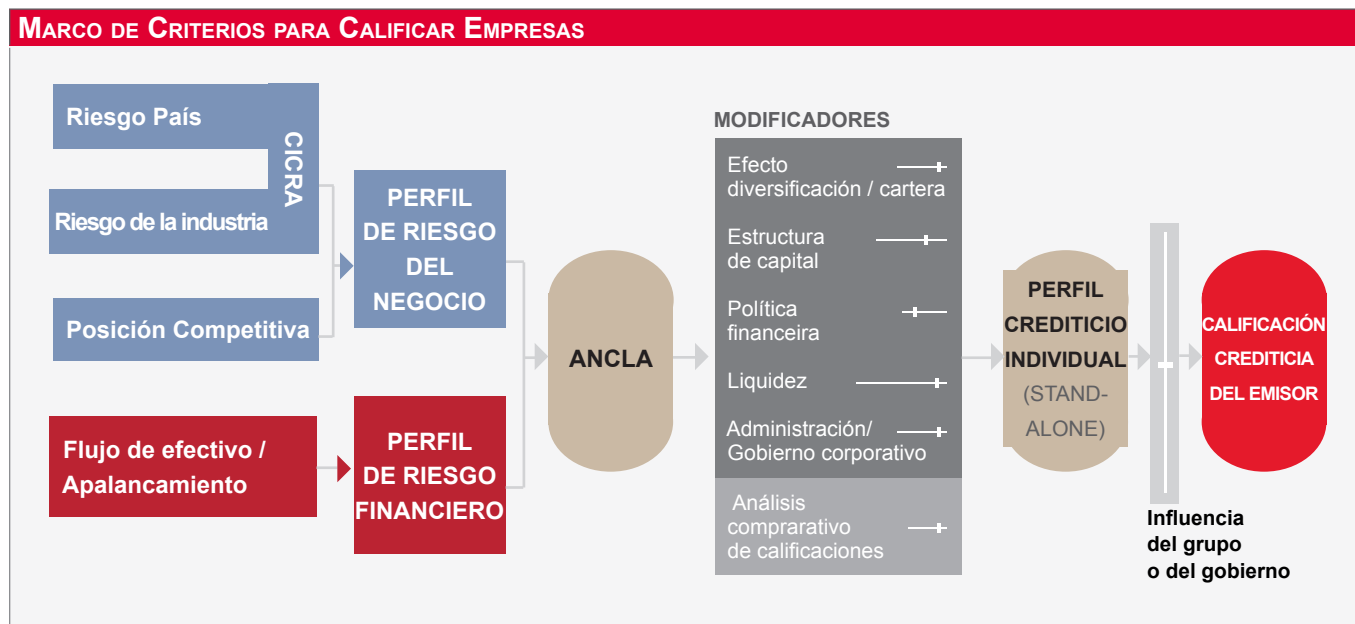 MARCO DE CRITERIOS PARA CALIFICAR EMPRESAS
Riesgo País
CICRA
Riesgo de la industria
Posición Competitiva
Flujo de efectivo /
Apalancamiento
PERFIL
DE RIESGO
DEL
NEGOCIO
PERFIL
DE RIESGO
FINANCIERO
ANCLA
MODIFICADORES
Efecto
diversificación / cartera
Estructura
de capital
Política
financeira
Liquidez
Administración/
Gobierno corporativo
Análisis
comprarativo
de calificaciones
PERFIL
CREDITICIO
INDIVIDUAL
(STAND-
ALONE)
Influencia
del grupo
o del gobierno
CALIFICACIÓN
CREDITICIA
DEL EMISOR